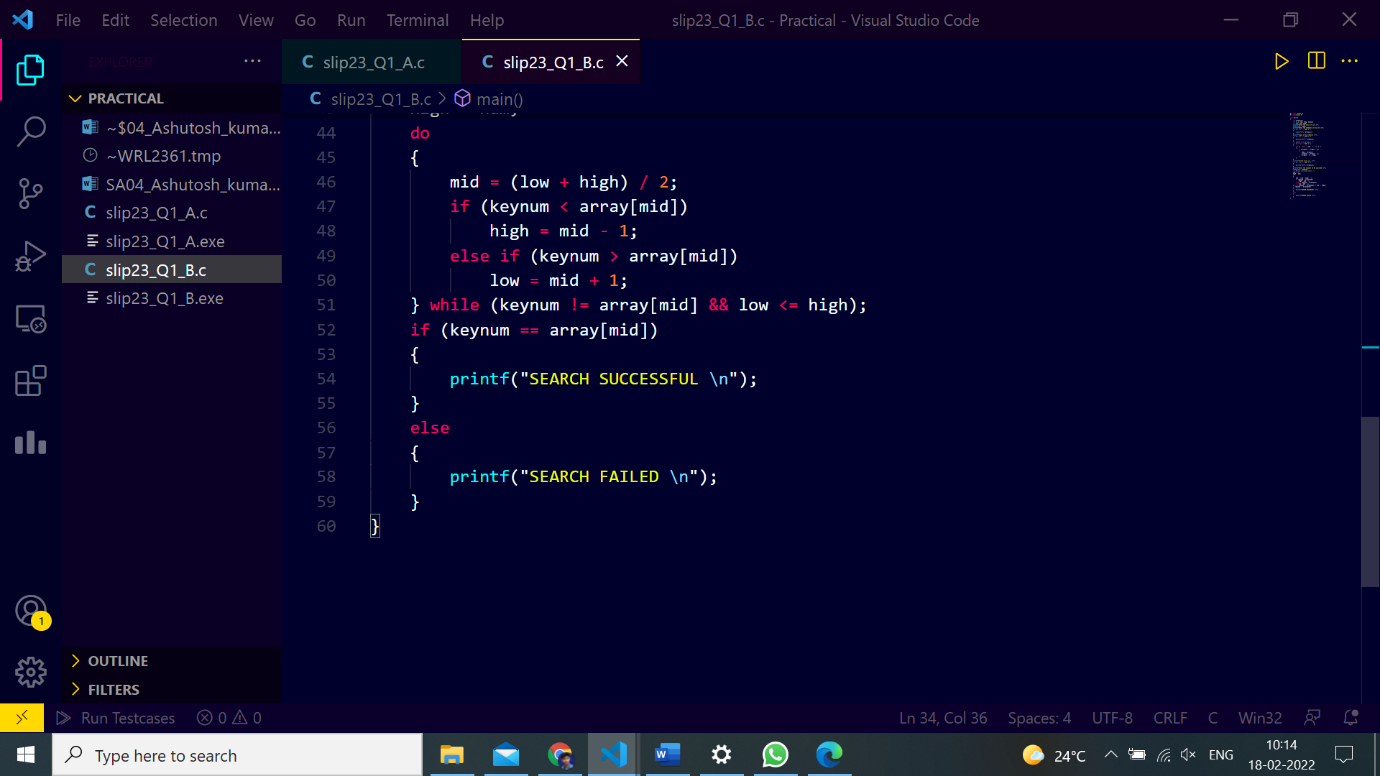 File Edit Selection View Go Run Terminal Help slip23_Q1_B.c - Practical - Visual Studio Code
EXPLORER ··· C slip23_Q1_A.c C slip23_Q1_B.c
PRACTICAL C slip23_Q1_B.c > main()
~$04_Ashutosh_kuma...
~WRL2361.tmp
SA04_Ashutosh_kuma...
C slip23_Q1_A.c
slip23_Q1_A.exe
C slip23_Q1_B.c
slip23_Q1_B.exe
44 do
45 {
46 mid = (low + high) / 2;
47 if (keynum < array[mid])
48 high = mid - 1;
49 else if (keynum > array[mid])
50 low = mid + 1;
51 } while (keynum != array[mid] && low <= high);
52 if (keynum == array[mid])
53 {
54 printf("SEARCH SUCCESSFUL \n");
55 }
56 else
57 {
58 printf("SEARCH FAILED \n");
59 }
60 }
1
OUTLINE
FILTERS
Run Testcases 0 0 Ln 34, Col 36 Spaces: 4 UTF-8 CRLF C Win32
Type here to search 24°C ENG 10:14
18-02-2022